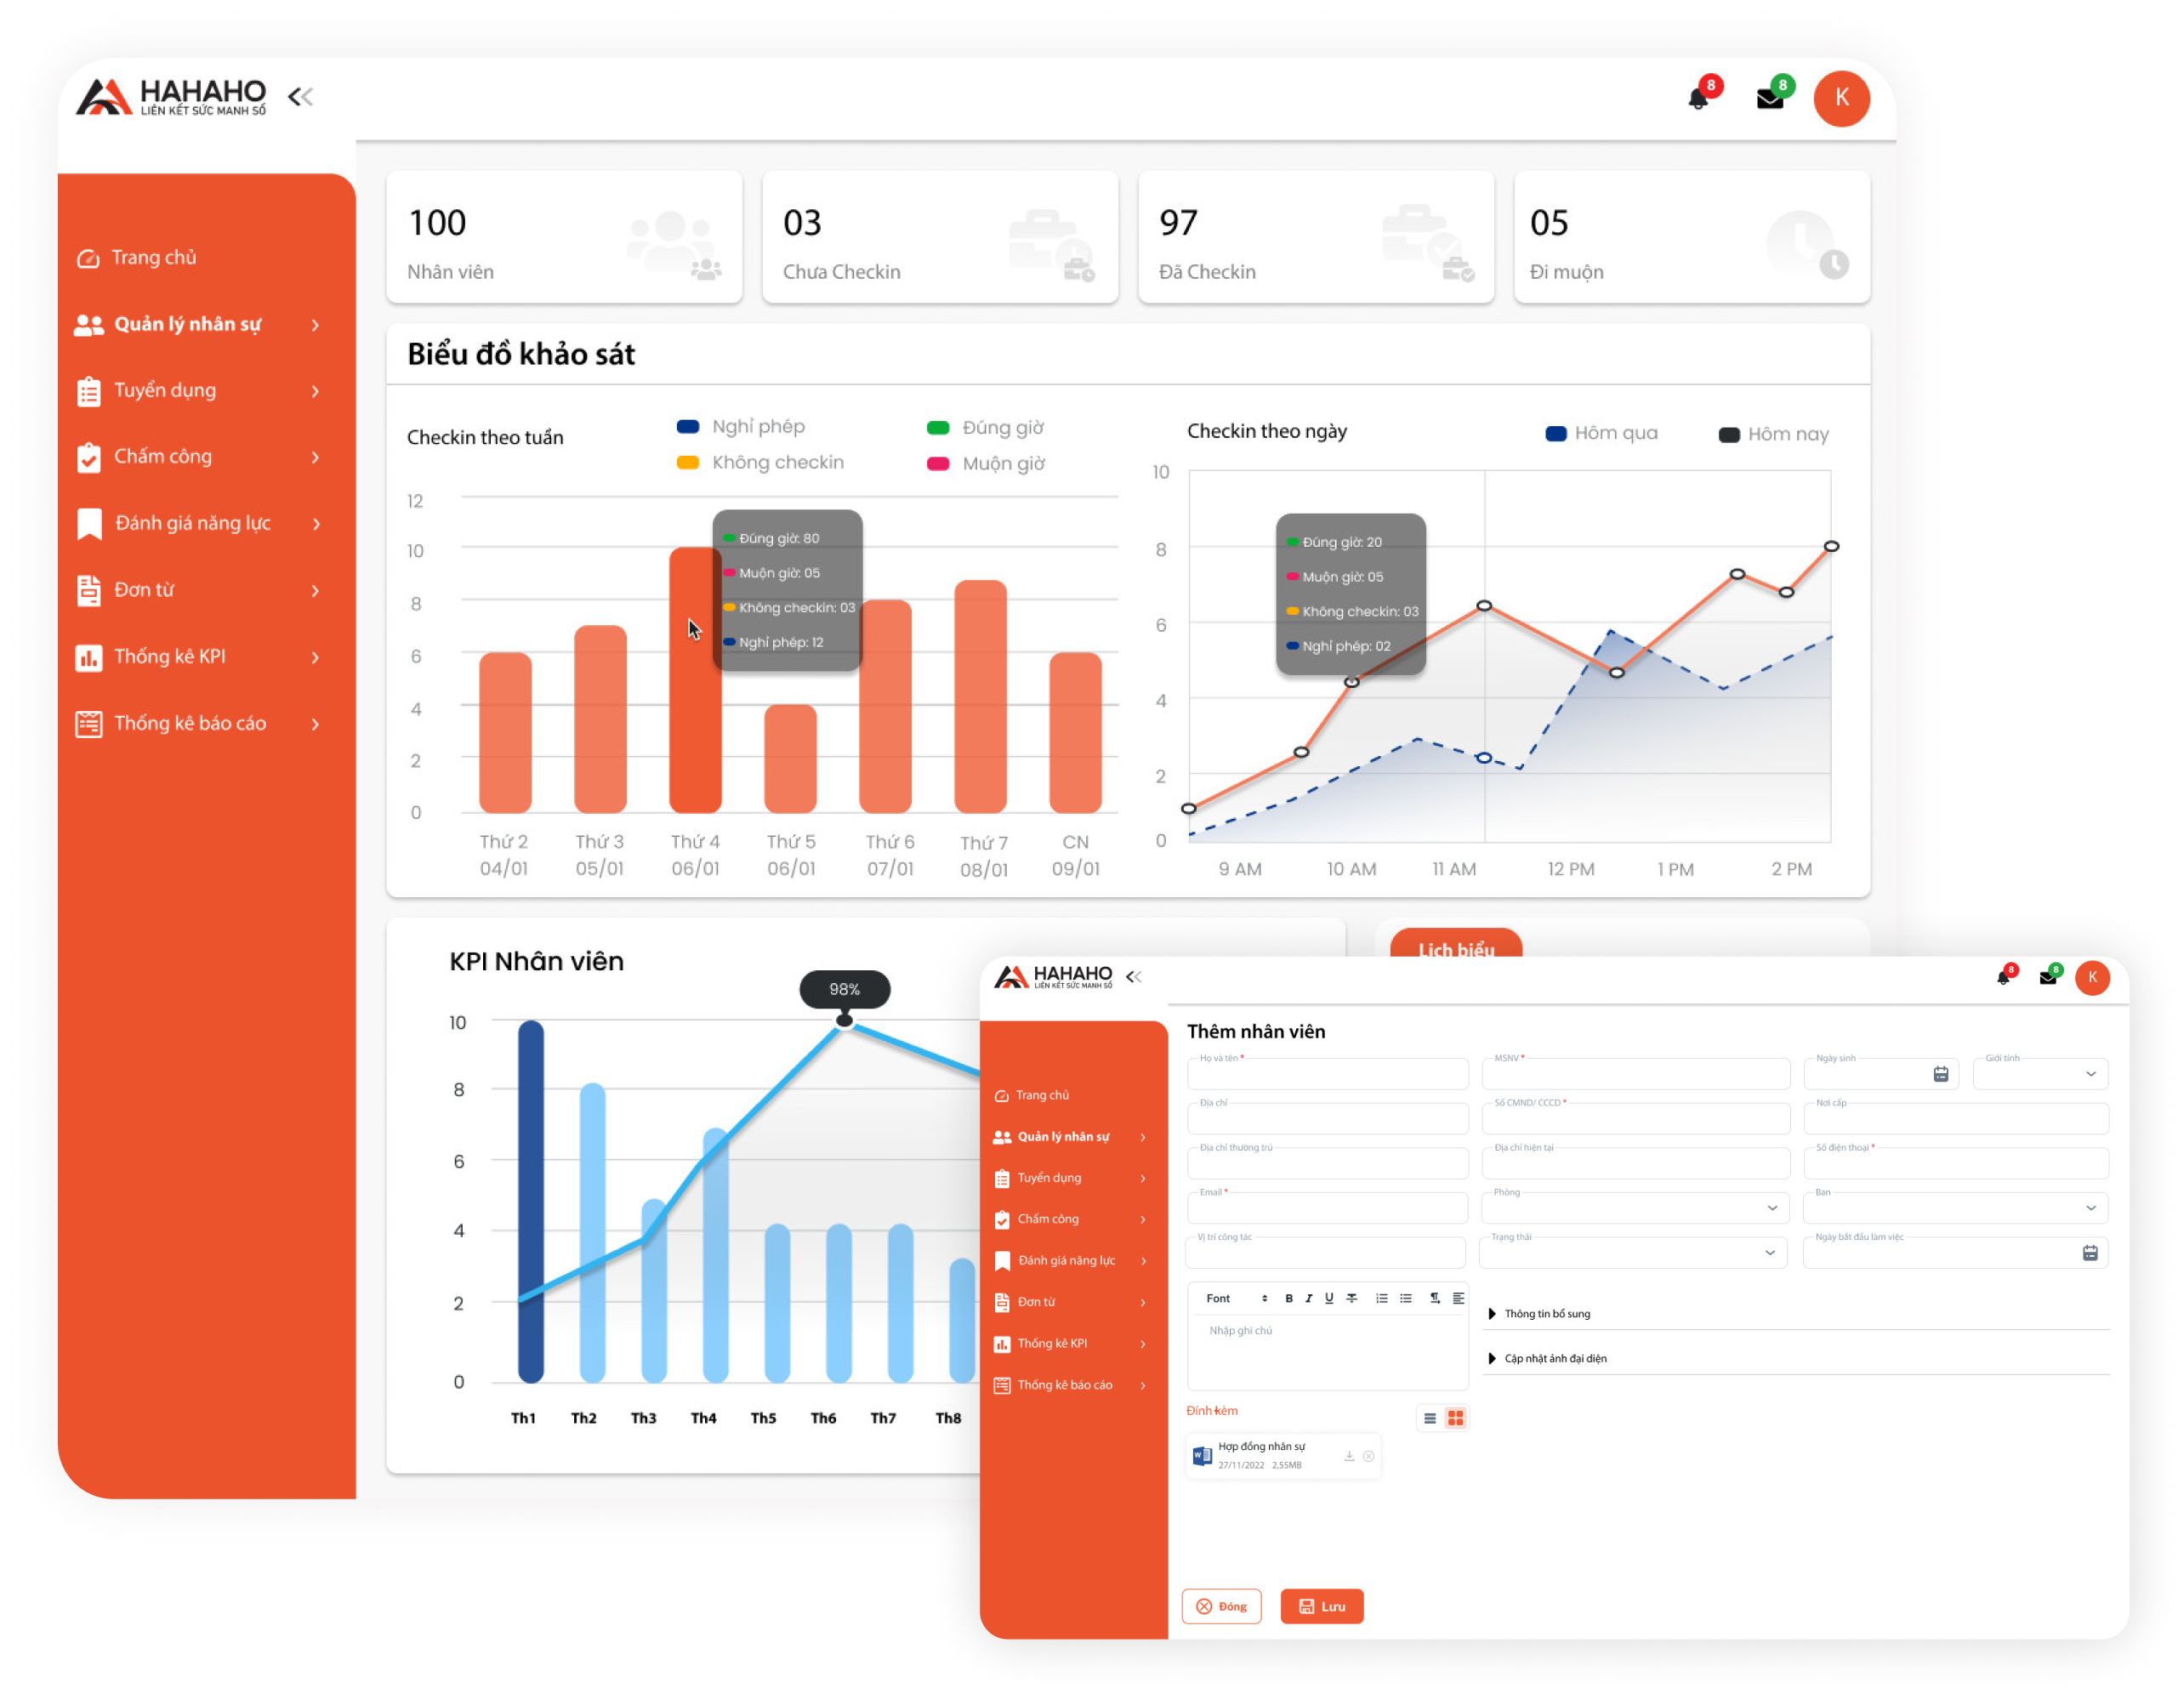 HAHAHO
LIÊN KẾT SỨC MẠNH SỐ
8
8
K
Trang chủ
Quản lý nhân sự
Tuyển dụng
Chấm công
Đánh giá năng lực
Đơn từ
Thống kê KPI
Thống kê báo cáo
100
Nhân viên
03
Chưa Checkin
97
Đã Checkin
05
Đi muộn
Biểu đồ khảo sát
Checkin theo tuần
Nghỉ phép
Đúng giờ
Không checkin
Muộn giờ
12
10
8
6
4
2
0
Đúng giờ: 80
Muộn giờ: 05
Không checkin: 03
Nghỉ phép: 12
Thứ 2 Thứ 3 Thứ 4 Thứ 5 Thứ 6 Thứ 7 CN
04/01 05/01 06/01 06/01 07/01 08/01 09/01
Checkin theo ngày
Hôm qua
Hôm nay
10
8
6
4
2
0
Đúng giờ: 20
Muộn giờ: 05
Không checkin: 03
Nghỉ phép: 02
9 AM 10 AM 11 AM 12 PM 1 PM 2 PM
KPI Nhân viên
98%
10
8
6
4
2
0
Th1 Th2 Th3 Th4 Th5 Th6 Th7 Th8
Lịch biểu
HAHAHO
LIÊN KẾT SỨC MẠNH SỐ
8
8
K
Trang chủ
Quản lý nhân sự
Tuyển dụng
Chấm công
Đánh giá năng lực
Đơn từ
Thống kê KPI
Thống kê báo cáo
Thêm nhân viên
Họ và tên *
MSNV *
Ngày sinh
Giới tính
Địa chỉ
Số CMND/ CCCD *
Nơi cấp
Địa chỉ thường trú
Địa chỉ hiện tại
Số điện thoại *
Email *
Phòng
Ban
Vị trí công tác
Trạng thái
Ngày bắt đầu làm việc
Font B I U
Nhập ghi chú
Thông tin bổ sung
Cập nhật ảnh đại diện
Đính kèm
Hợp đồng nhân sự
27/11/2022 2,55MB
Đóng
Lưu